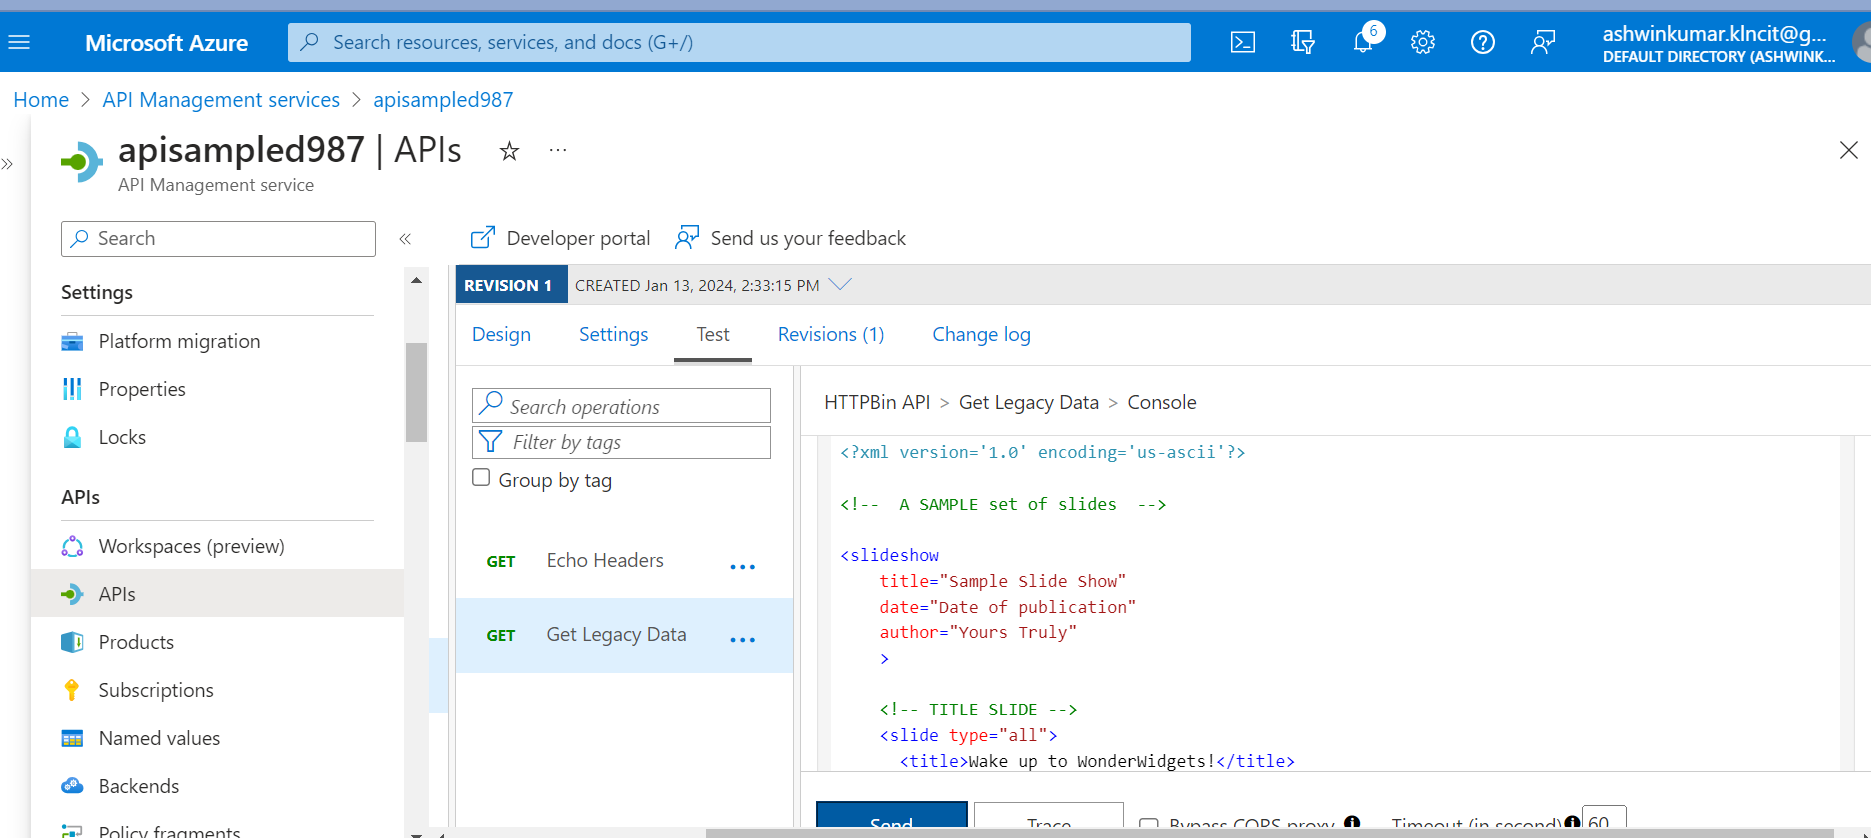 Microsoft Azure
Search resources, services, and docs (G+/)
6
ashwinkumar.klncit@g...
DEFAULT DIRECTORY (ASHWINK...
Home > API Management services > apisampled987
apisampled987 | APIs
API Management service
Search
Developer portal
Send us your feedback
Settings
Platform migration
Properties
Locks
APIs
Workspaces (preview)
APIs
Products
Subscriptions
Named values
Backends
Policy fragments
REVISION 1 CREATED Jan 13, 2024, 2:33:15 PM
Design Settings Test Revisions (1) Change log
Search operations
Filter by tags
Group by tag
GET Echo Headers ...
GET Get Legacy Data ...
HTTPBin API > Get Legacy Data > Console
<?xml version='1.0' encoding='us-ascii'?>
<!--  A SAMPLE set of slides  -->
<slideshow
title="Sample Slide Show"
date="Date of publication"
author="Yours Truly"
>
<!-- TITLE SLIDE -->
<slide type="all">
<title>Wake up to WonderWidgets!</title>
Send Trace Bypass CORS proxy Timeout (in second) 60